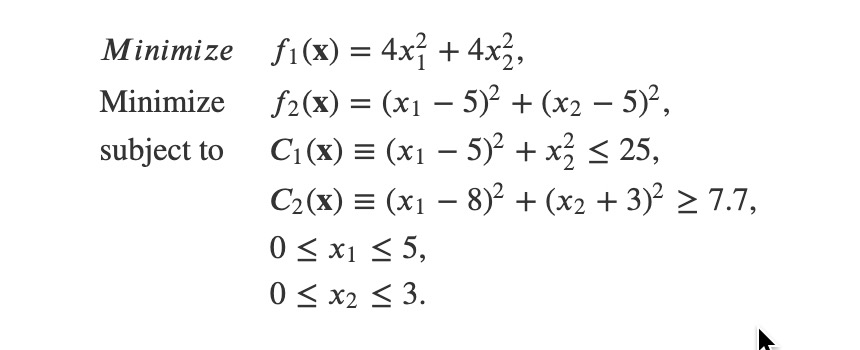 Minimize f₁(𝐱) = 4x₁² + 4x₂²,
Minimize f₂(𝐱) = (x₁ − 5)² + (x₂ − 5)²,
subject to C₁(𝐱) ≡ (x₁ − 5)² + x₂² ≤ 25,
C₂(𝐱) ≡ (x₁ − 8)² + (x₂ + 3)² ≥ 7.7,
0 ≤ x₁ ≤ 5,
0 ≤ x₂ ≤ 3.